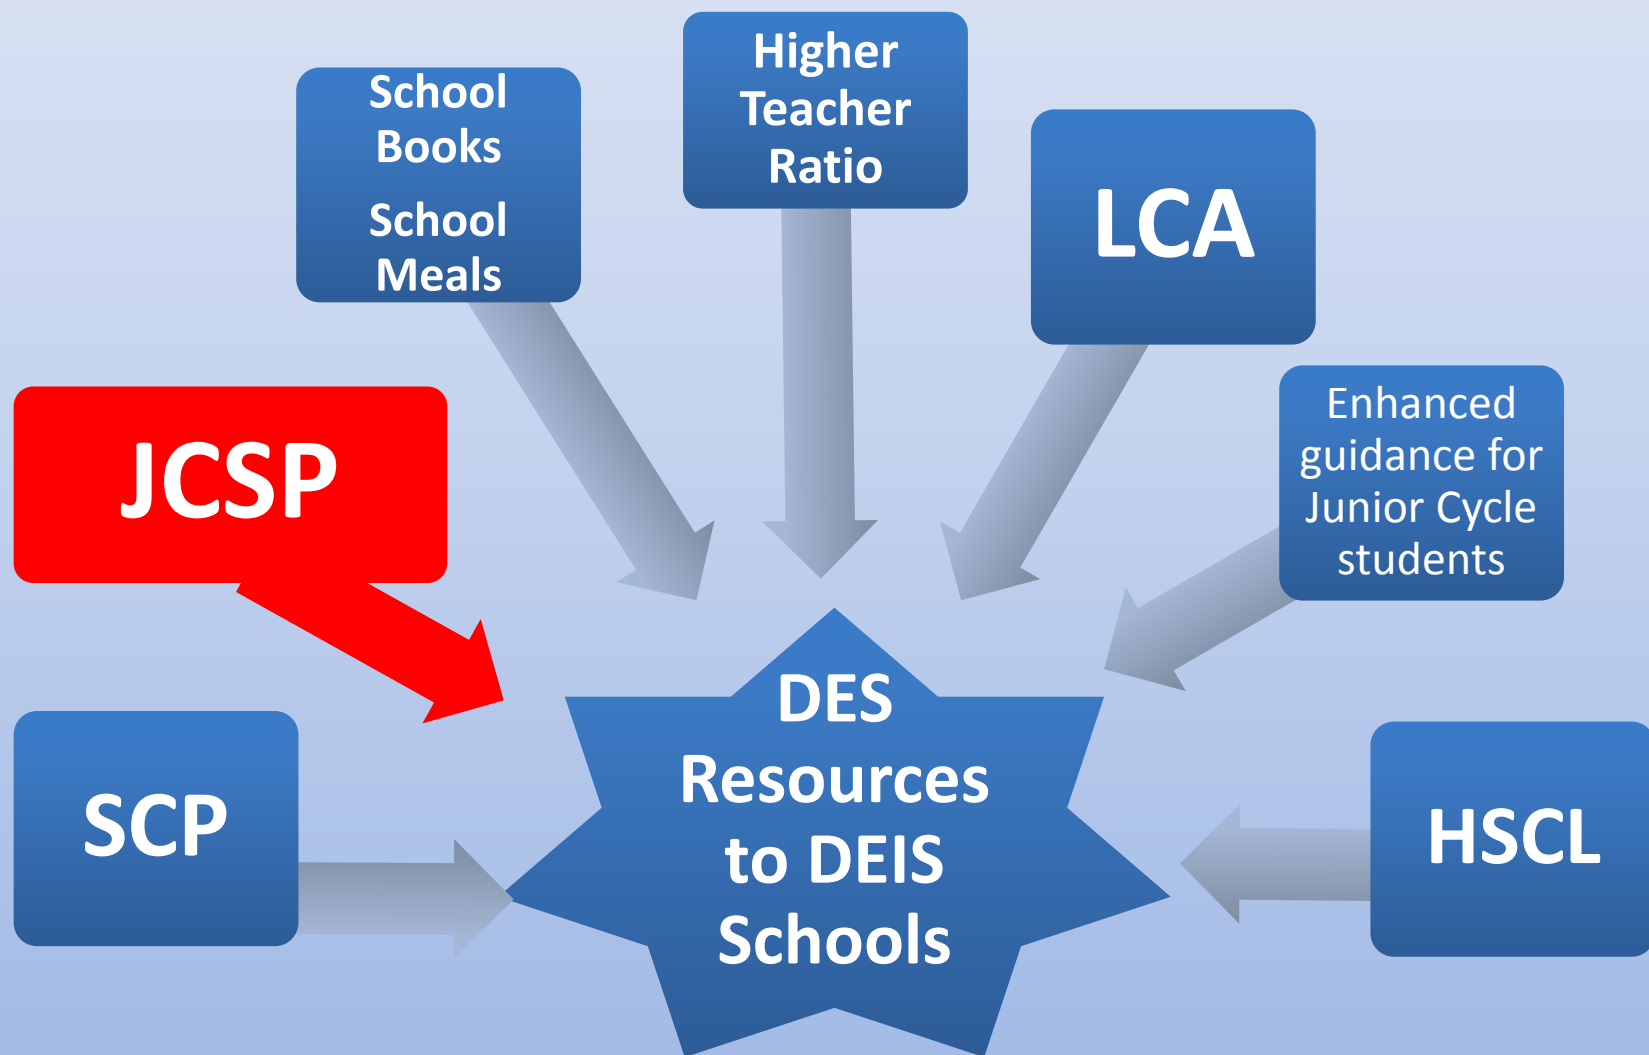 School
Books
School
Meals
Higher
Teacher
Ratio
LCA
JCSP
Enhanced
guidance for
Junior Cycle
students
SCP
DES
Resources
to DEIS
Schools
HSCL